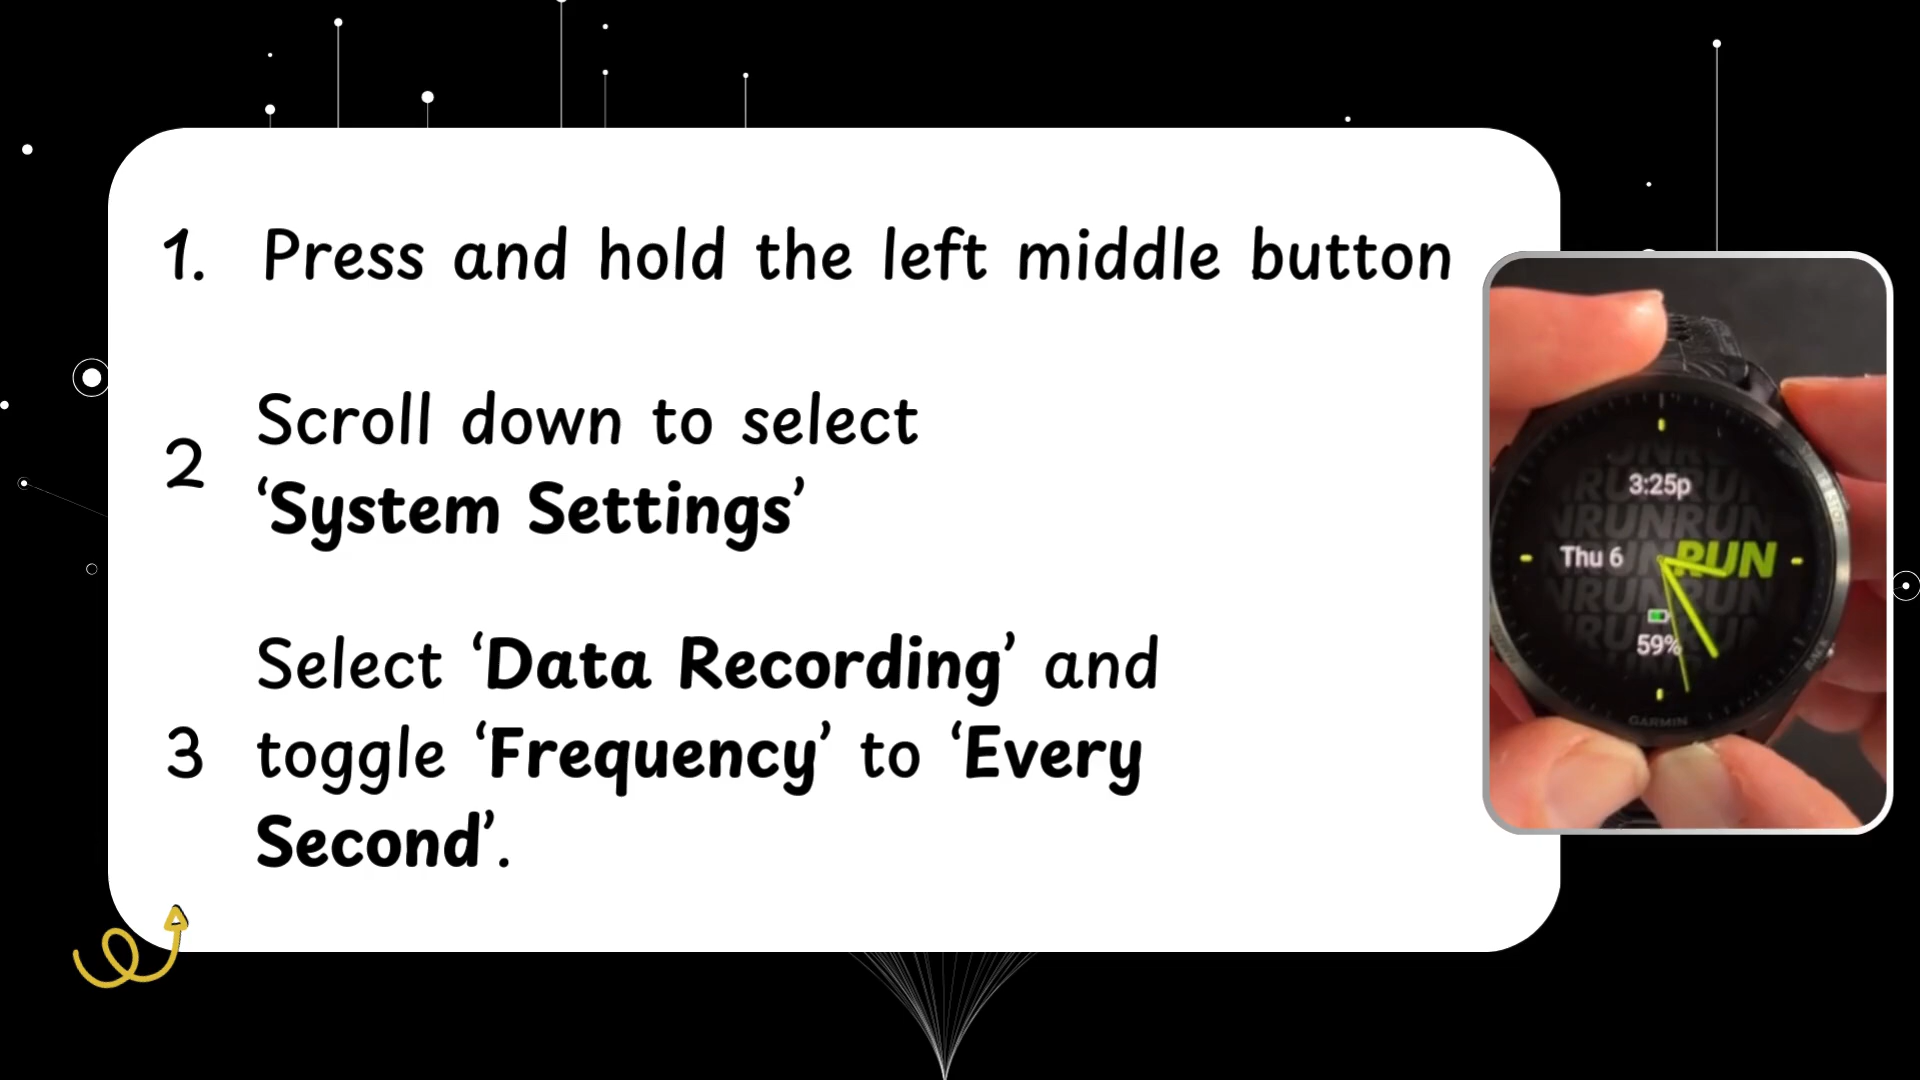 1. Press and hold the left middle button
2 Scroll down to select
‘System Settings’
3 Select ‘Data Recording’ and
toggle ‘Frequency’ to ‘Every
Second’.
3:25p
Thu 6
RUN
59%
GARMIN